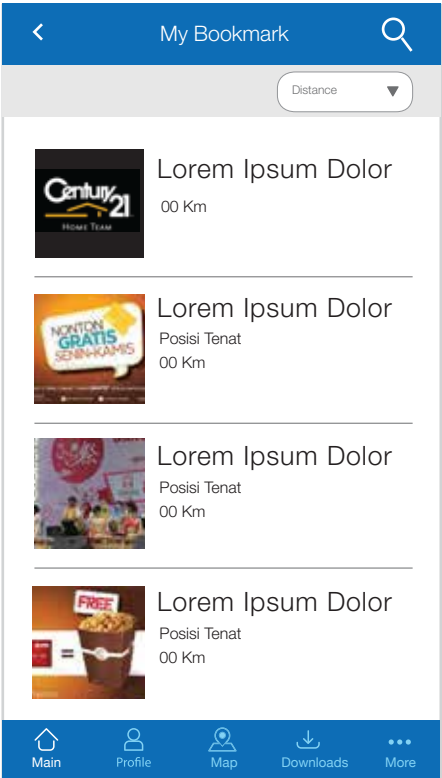 My Bookmark
Distance
Century 21
HOME TEAM
Lorem Ipsum Dolor
00 Km
NONTON
GRATIS
SENIN-KAMIS
Lorem Ipsum Dolor
Posisi Tenat
00 Km
Lorem Ipsum Dolor
Posisi Tenat
00 Km
FREE
Lorem Ipsum Dolor
Posisi Tenat
00 Km
Main
Profile
Map
Downloads
More